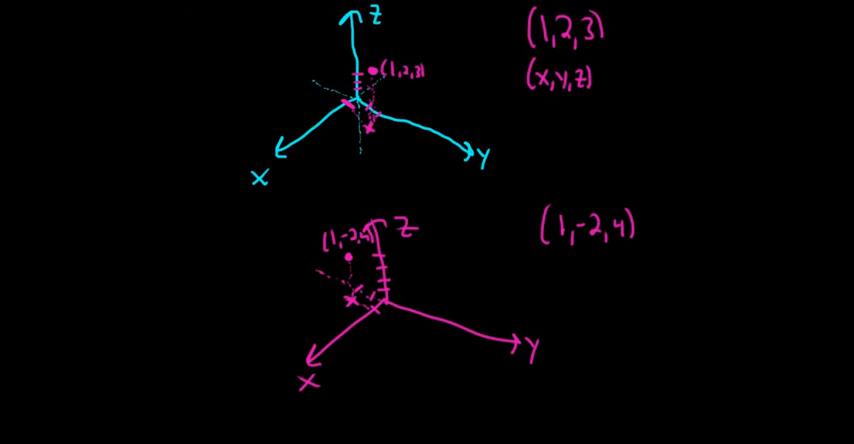 Z
(1,2,3)
(1,2,3)
(x,y,z)
X
Y
(1,-2,4)
Z
(1,-2,4)
Y
X